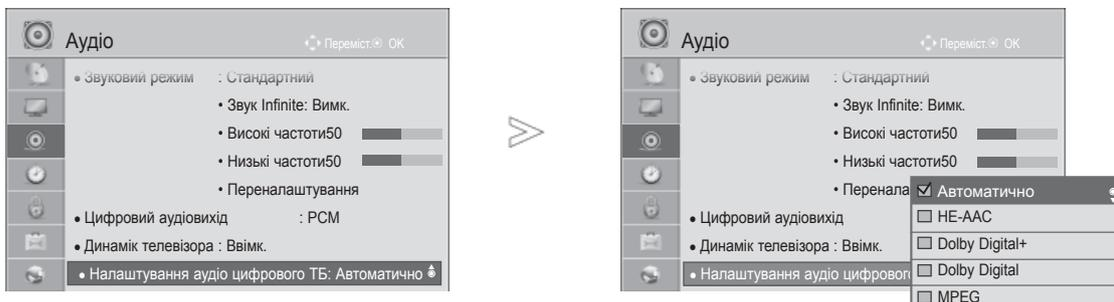 Аудіо
Переміст. OK
• Звуковий режим : Стандартний
• Звук Infinite: Вимк.
• Високі частоти50
• Низькі частоти50
• Переналаштування
• Цифровий аудіовихід : PCM
• Динамік телевізора : Ввімк.
• Налаштування аудіо цифрового ТБ: Автоматично
Аудіо
Переміст. OK
• Звуковий режим : Стандартний
• Звук Infinite: Вимк.
• Високі частоти50
• Низькі частоти50
• Перенала
• Цифровий аудіовихід
• Динамік телевізора : Ввімк.
• Налаштування аудіо цифрового
Автоматично
HE-AAC
Dolby Digital+
Dolby Digital
MPEG